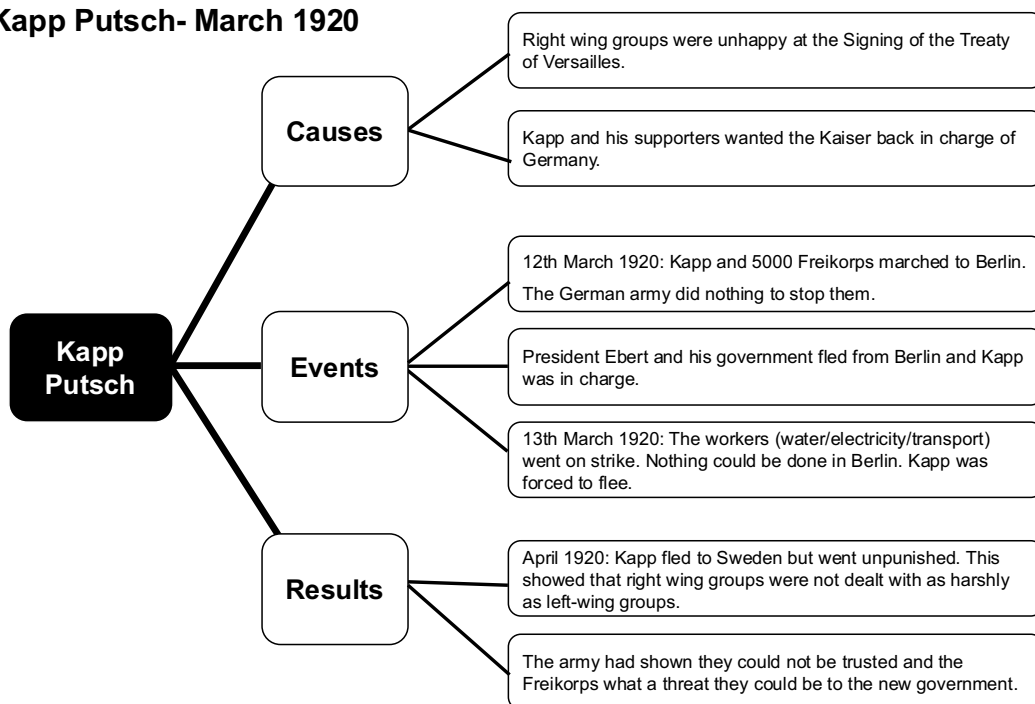 Kapp Putsch- March 1920
Right wing groups were unhappy at the Signing of the Treaty
of Versailles.
Causes
Kapp and his supporters wanted the Kaiser back in charge of
Germany.
12th March 1920: Kapp and 5000 Freikorps marched to Berlin.
The German army did nothing to stop them.
Kapp
Putsch
Events
President Ebert and his government fled from Berlin and Kapp
was in charge.
13th March 1920: The workers (water/electricity/transport)
went on strike. Nothing could be done in Berlin. Kapp was
forced to flee.
Results
April 1920: Kapp fled to Sweden but went unpunished. This
showed that right wing groups were not dealt with as harshly
as left-wing groups.
The army had shown they could not be trusted and the
Freikorps what a threat they could be to the new government.